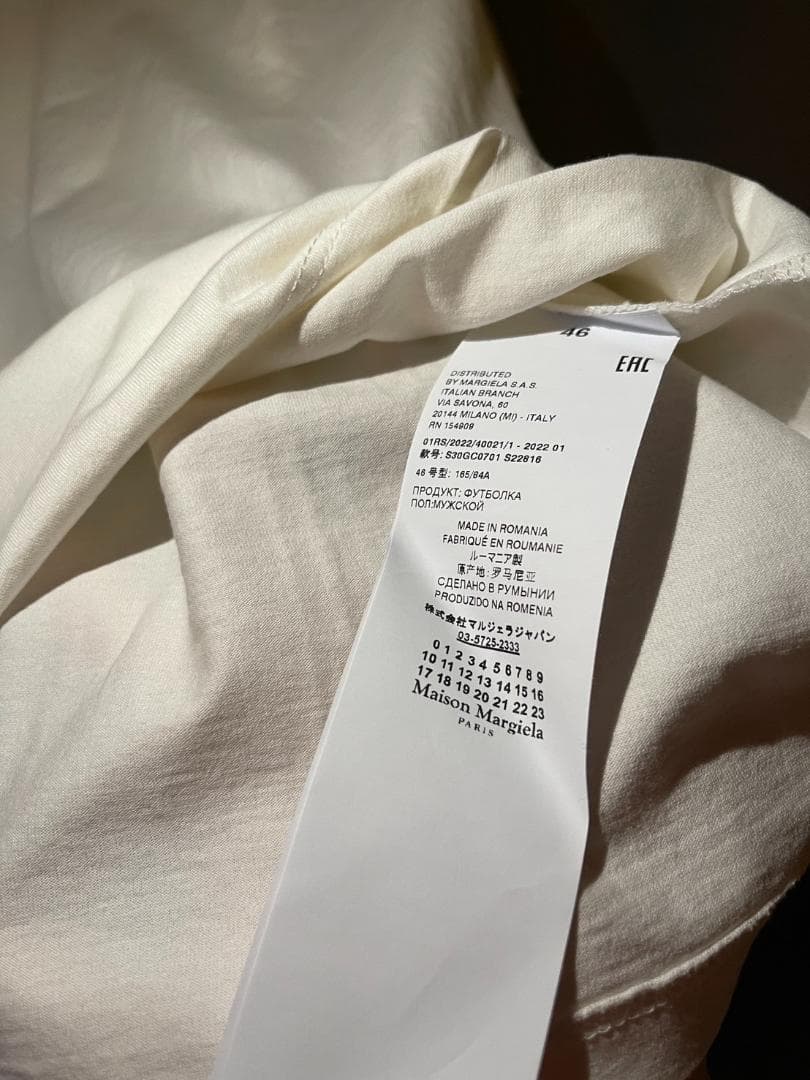 46
EAC
DISTRIBUTED
BY MARGIELA S.A.S.
ITALIAN BRANCH
VIA SAVONA, 60
20144 MILANO (MI) - ITALY
RN 154909
01RS/2022/40021/1 - 2022 01
款号: S30GC0701 S22816
46 号型: 165/84A
ПРОДУКТ: ФУТБОЛКА
ПОЛ:МУЖСКОЙ
MADE IN ROMANIA
FABRIQUÉ EN ROUMANIE
ルーマニア製
原产地: 罗马尼亚
СДЕЛАНО В РУМЫНИИ
PRODUZIDO NA ROMENIA
株式会社マルジェラジャパン
03-5725-2333
0 1 2 3 4 5 6 7 8 9
10 11 12 13 14 15 16
17 18 19 20 21 22 23
Maison Margiela
PARIS